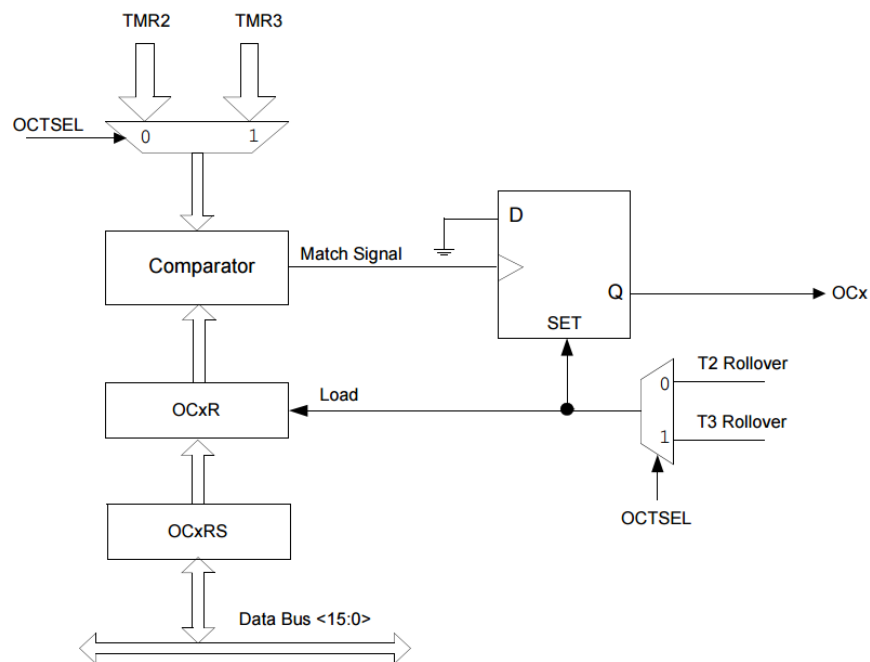 TMR2
TMR3
OCTSEL
0
1
D
Match Signal
Comparator
Q
OCx
SET
T2 Rollover
0
Load
OCxR
T3 Rollover
1
OCxRS
OCTSEL
Data Bus <15:0>